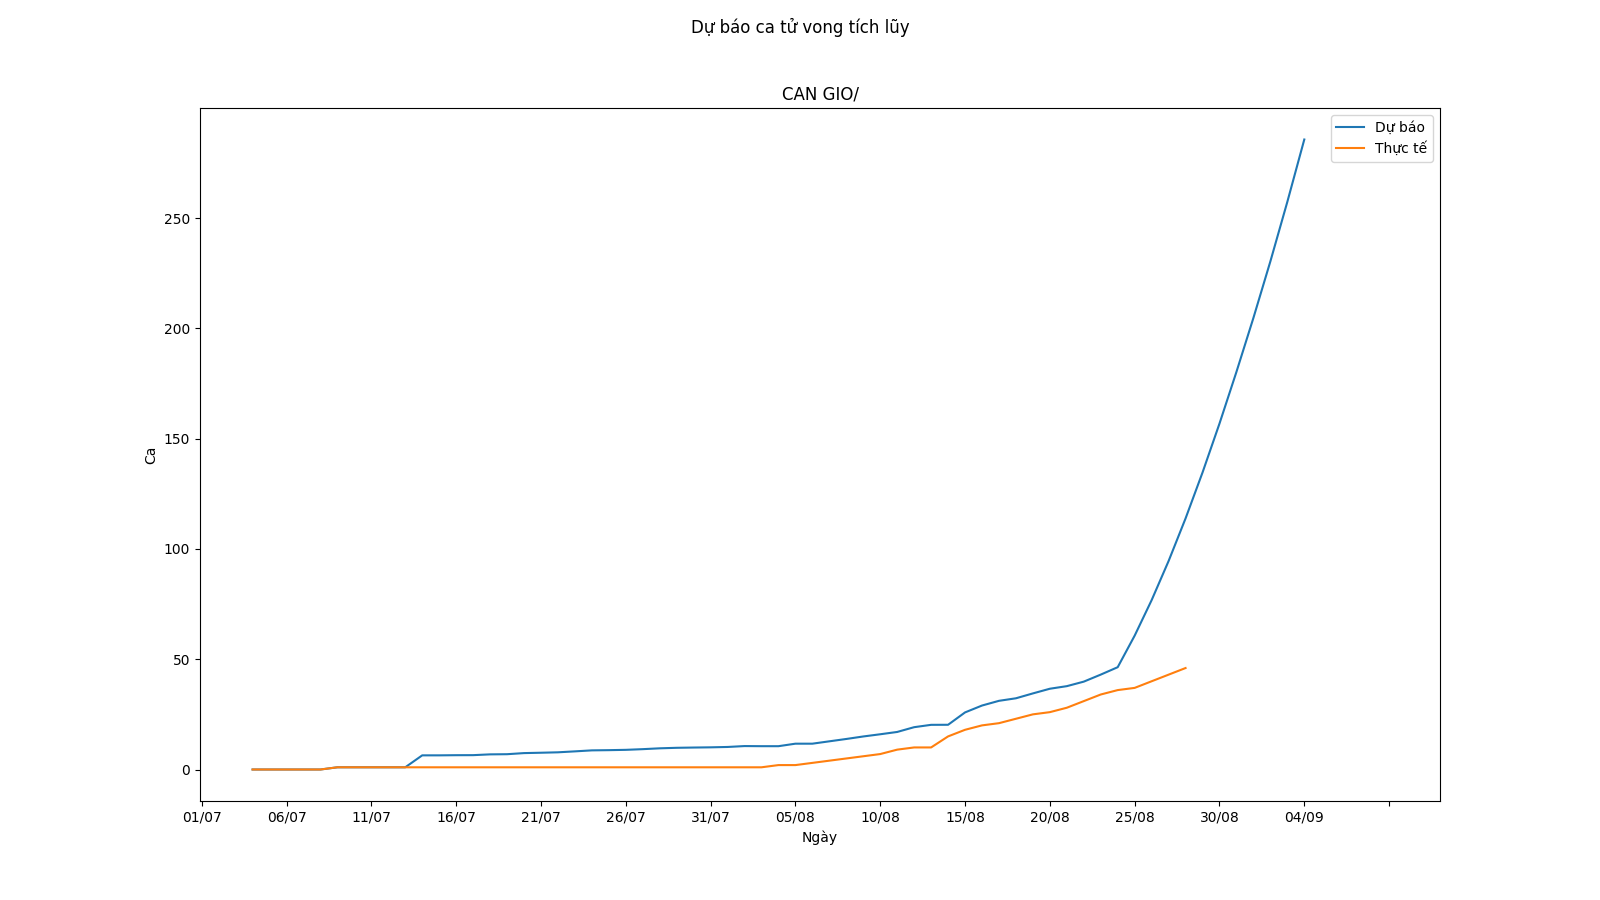 Dự báo ca tử vong tích lũy
CAN GIO/
Dự báo
Thực tế
250
200
150
100
50
0
Ca
01/07 06/07 11/07 16/07 21/07 26/07 31/07 05/08 10/08 15/08 20/08 25/08 30/08 04/09
Ngày